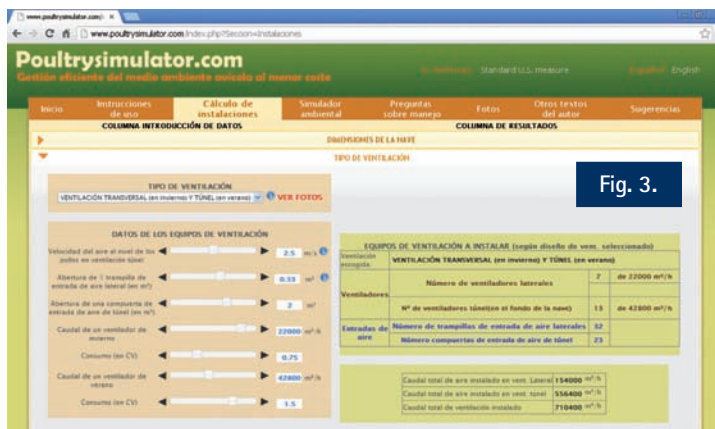 www.poultrysimulator.com/i
www.poultrysimulator.com/index.php?Seccion=Instalaciones
Poultrysimulator.com
Gestión eficiente del medio ambiente avícola al menor coste
Standard U.S. measure
Español English
Inicio
Instrucciones de uso
Cálculo de instalaciones
Simulador ambiental
Preguntas sobre manejo
Fotos
Otros textos del autor
Sugerencias
COLUMNA INTRODUCCIÓN DE DATOS
COLUMNA DE RESULTADOS
DIMENSIONES DE LA NAVE
TIPO DE VENTILACIÓN
Fig. 3.
TIPO DE VENTILACIÓN
VENTILACIÓN TRANSVERSAL (en invierno) Y TÚNEL (en verano)
VER FOTOS
DATOS DE LOS EQUIPOS DE VENTILACIÓN
Velocidad del aire al nivel de los
pollos en ventilación túnel
2.5 m/s
Abertura de 1 trampilla de
entrada de aire lateral (en m²)
0.33 m²
Abertura de una compuerta de
entrada de aire de túnel (en m²)
2 m²
Caudal de un ventilador de
invierno
22000 m³/h
Consumo (en CV)
0.75
Caudal de un ventilador de
verano
42800 m³/h
Consumo (en CV)
1.5
EQUIPOS DE VENTILACIÓN A INSTALAR (según diseño de vent. seleccionado)
Ventilación
escogida
VENTILACIÓN TRANSVERSAL (en invierno) Y TÚNEL (en verano)
Ventiladores
Número de ventiladores laterales
7 de 22000 m³/h
Nº de ventiladores túnel(en el fondo de la nave)
13 de 42800 m³/h
Entradas de
aire
Número de trampillas de entrada de aire laterales 32
Número compuertas de entrada de aire de túnel 23
Caudal total de aire instalado en vent. Lateral 154000 m³/h
Caudal total de aire instalado en vent. túnel 556400 m³/h
Caudal total de ventilación instalado 710400 m³/h